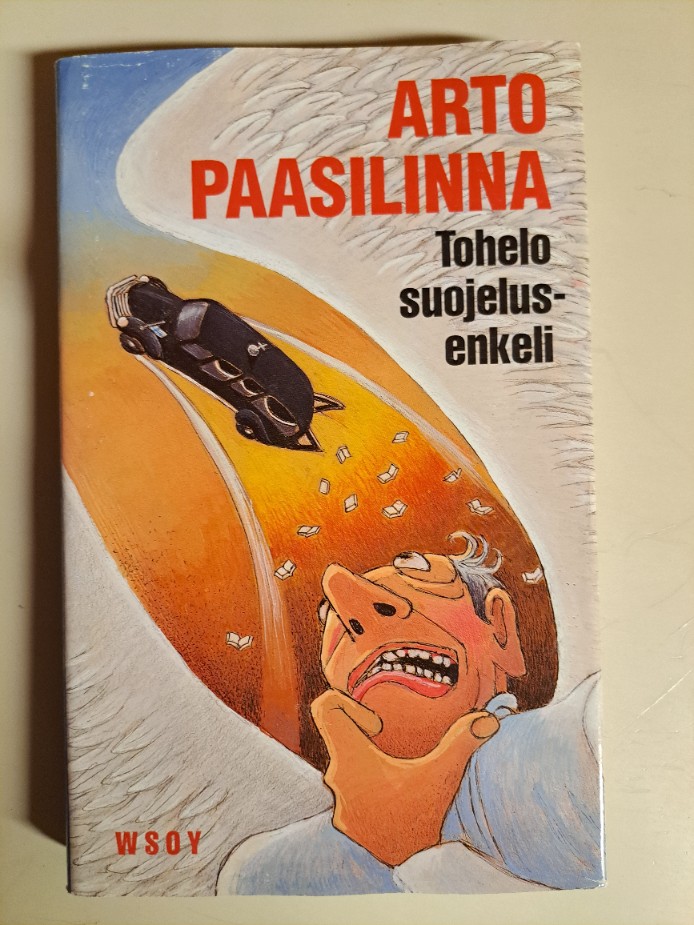 ARTO
PAASILINNA
Tohelo
suojelus-
enkeli
WSOY